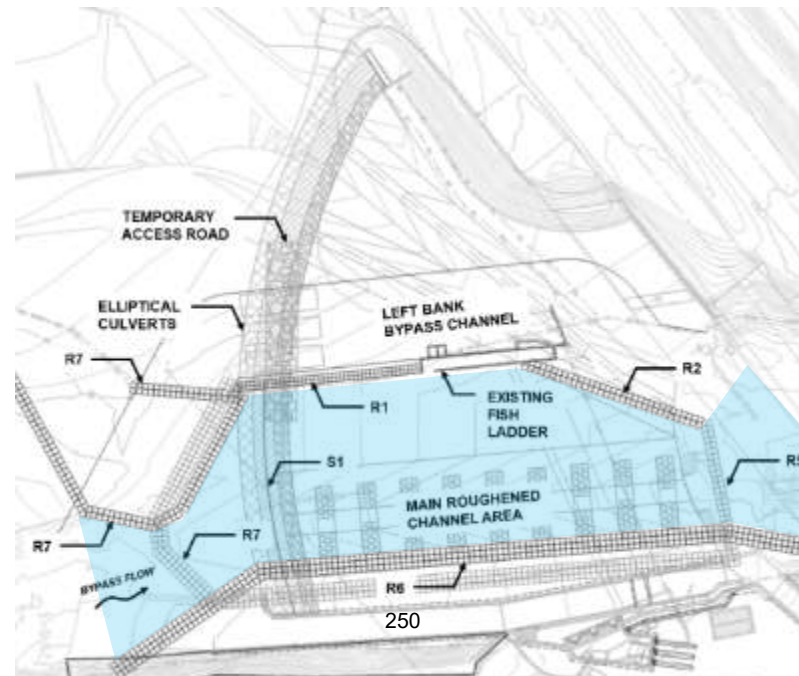 TEMPORARY
ACCESS ROAD
ELLIPTICAL
CULVERTS
LEFT BANK
BYPASS CHANNEL
R7
R2
R1
EXISTING
FISH
LADDER
S1
R5
MAIN ROUGHENED
CHANNEL AREA
R7
R7
BYPASS FLOW
R6
250